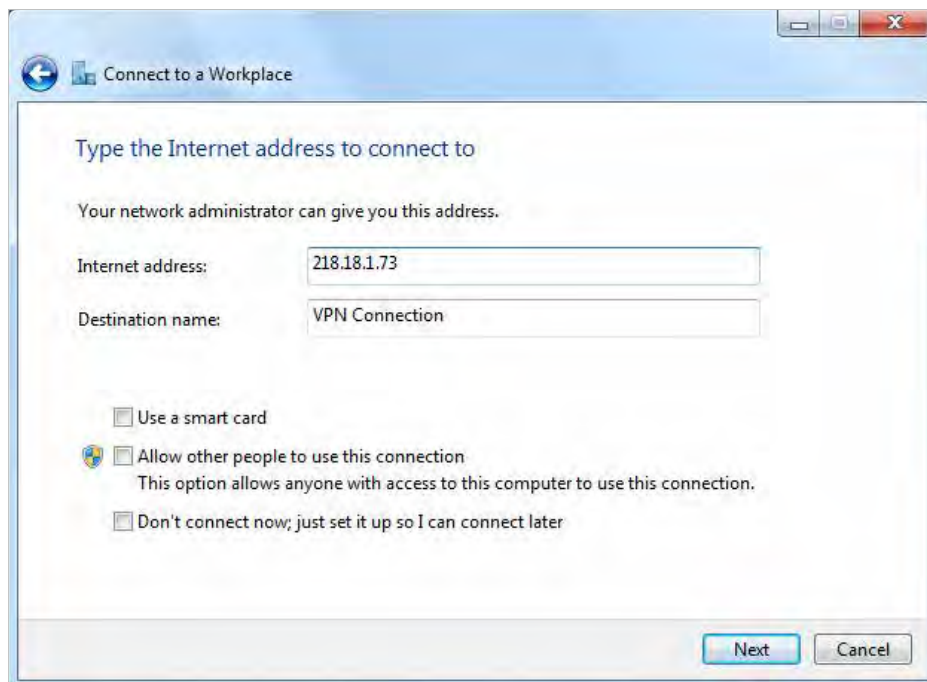 Connect to a Workplace
Type the Internet address to connect to
Your network administrator can give you this address.
Internet address: 218.18.1.73
Destination name: VPN Connection
Use a smart card
Allow other people to use this connection
This option allows anyone with access to this computer to use this connection.
Don't connect now; just set it up so I can connect later
Next Cancel